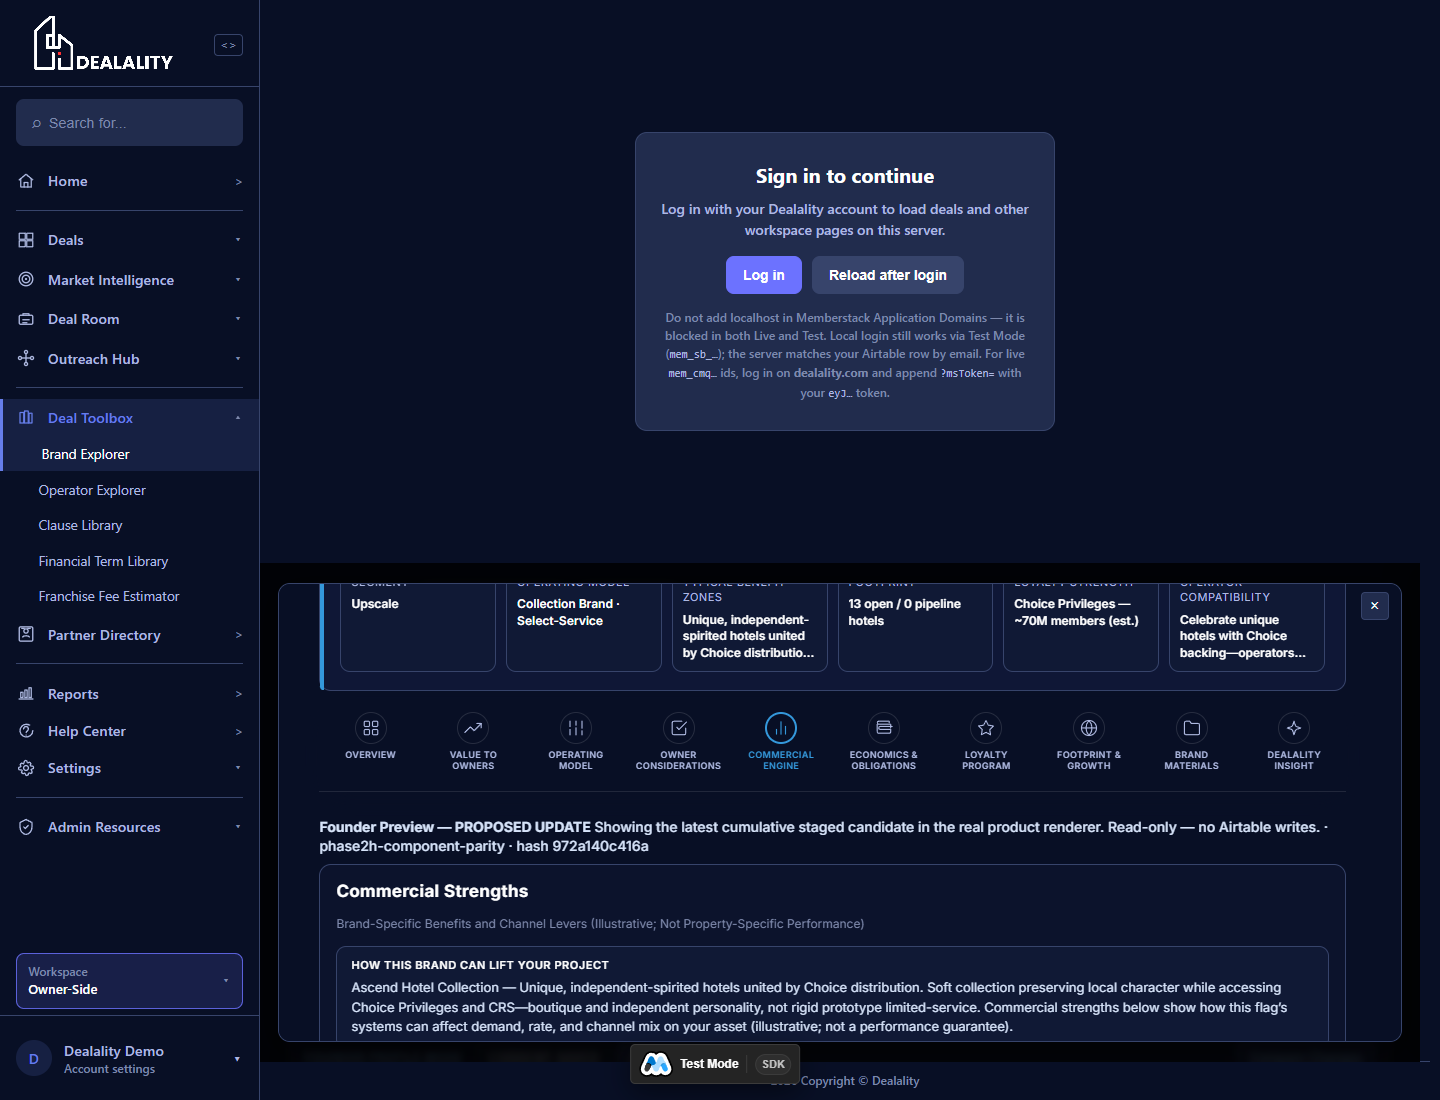 DEALALITY
<>
Search for...
Home
Deals
Market Intelligence
Deal Room
Outreach Hub
Deal Toolbox
Brand Explorer
Operator Explorer
Clause Library
Financial Term Library
Franchise Fee Estimator
Partner Directory
Reports
Help Center
Settings
Admin Resources
Workspace
Owner-Side
D
Dealality Demo
Account settings
Sign in to continue
Log in with your Dealality account to load deals and other
workspace pages on this server.
Log in
Reload after login
Do not add localhost in Memberstack Application Domains — it is
blocked in both Live and Test. Local login still works via Test Mode
(mem_sb_…); the server matches your Airtable row by email. For live
mem_cmq… ids, log in on dealality.com and append ?msToken= with
your eyJ… token.
×
SEGMENT
Upscale
OPERATING MODEL
Collection Brand ·
Select-Service
TYPICAL BENEFIT
ZONES
Unique, independent-
spirited hotels united
by Choice distributio...
FOOTPRINT
13 open / 0 pipeline
hotels
LOYALTY STRENGTH
Choice Privileges —
~70M members (est.)
OPERATOR
COMPATIBILITY
Celebrate unique
hotels with Choice
backing—operators...
OVERVIEW
VALUE TO
OWNERS
OPERATING
MODEL
OWNER
CONSIDERATIONS
COMMERCIAL
ENGINE
ECONOMICS &
OBLIGATIONS
LOYALTY
PROGRAM
FOOTPRINT &
GROWTH
BRAND
MATERIALS
DEALALITY
INSIGHT
Founder Preview — PROPOSED UPDATE Showing the latest cumulative staged candidate in the real product renderer. Read-only — no Airtable writes. ·
phase2h-component-parity · hash 972a140c416a
Commercial Strengths
Brand-Specific Benefits and Channel Levers (Illustrative; Not Property-Specific Performance)
HOW THIS BRAND CAN LIFT YOUR PROJECT
Ascend Hotel Collection — Unique, independent-spirited hotels united by Choice distribution. Soft collection preserving local character while accessing
Choice Privileges and CRS—boutique and independent personality, not rigid prototype limited-service. Commercial strengths below show how this flag's
systems can affect demand, rate, and channel mix on your asset (illustrative; not a performance guarantee).
Test Mode
SDK
Copyright © Dealality